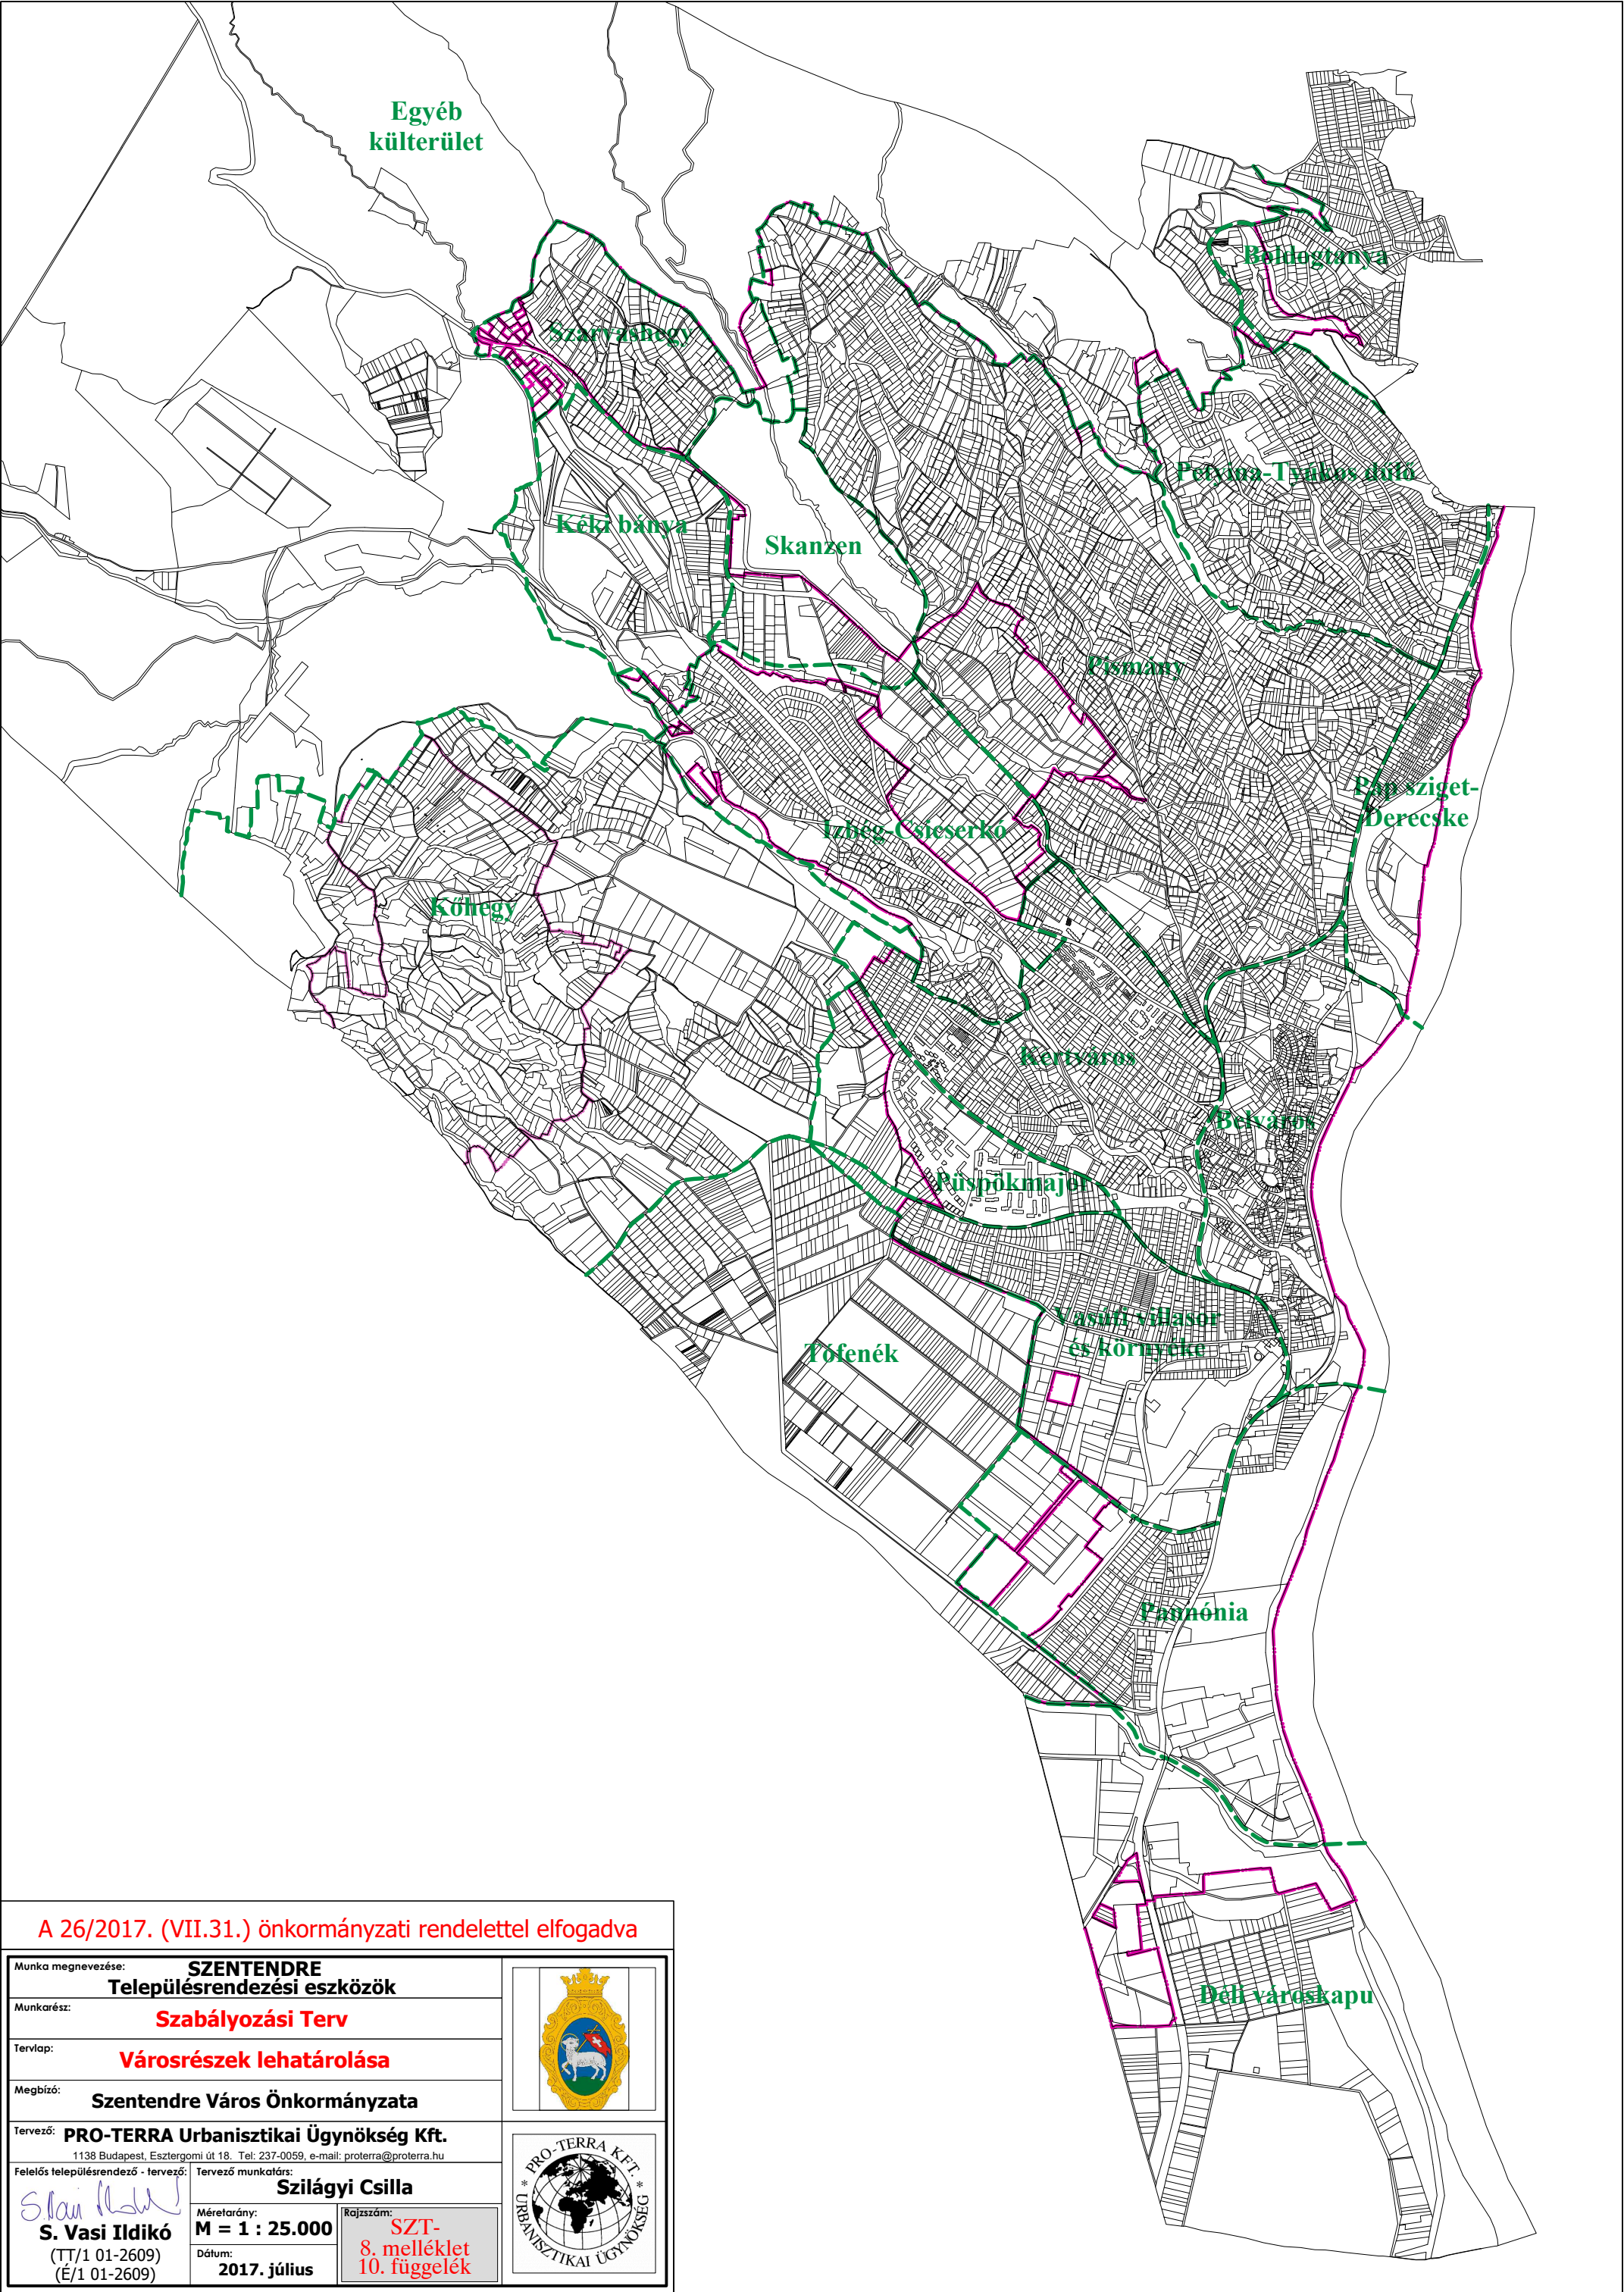 Egyéb
külterület
Boldogtanya
Szarvashegy
Petyina-Tyukos dűlő
Kéki bánya
Skanzen
Pismány
Pap sziget-
Derecske
Izbég-Csicserkó
Kőhegy
Kertváros
Belváros
Püspökmajor
Vasúti villasor
és környéke
Tófenék
Pannónia
Déli városkapu
A 26/2017. (VII.31.) önkormányzati rendelettel elfogadva
Munka megnevezése: SZENTENDRE
Településrendezési eszközök
Munkarész:
Szabályozási Terv
Tervlap:
Városrészek lehatárolása
Megbízó:
Szentendre Város Önkormányzata
Tervező: PRO-TERRA Urbanisztikai Ügynökség Kft.
1138 Budapest, Esztergomi út 18. Tel: 237-0059, e-mail: proterra@proterra.hu
Felelős településrendező - tervező:
S. Vasi Ildikó
(TT/1 01-2609)
(É/1 01-2609)
Tervező munkatárs:
Szilágyi Csilla
Méretarány:
M = 1 : 25.000
Dátum:
2017. július
Rajzszám:
SZT-
8. melléklet
10. függelék
* PRO-TERRA KFT. *
URBANISZTIKAI ÜGYNÖKSÉG